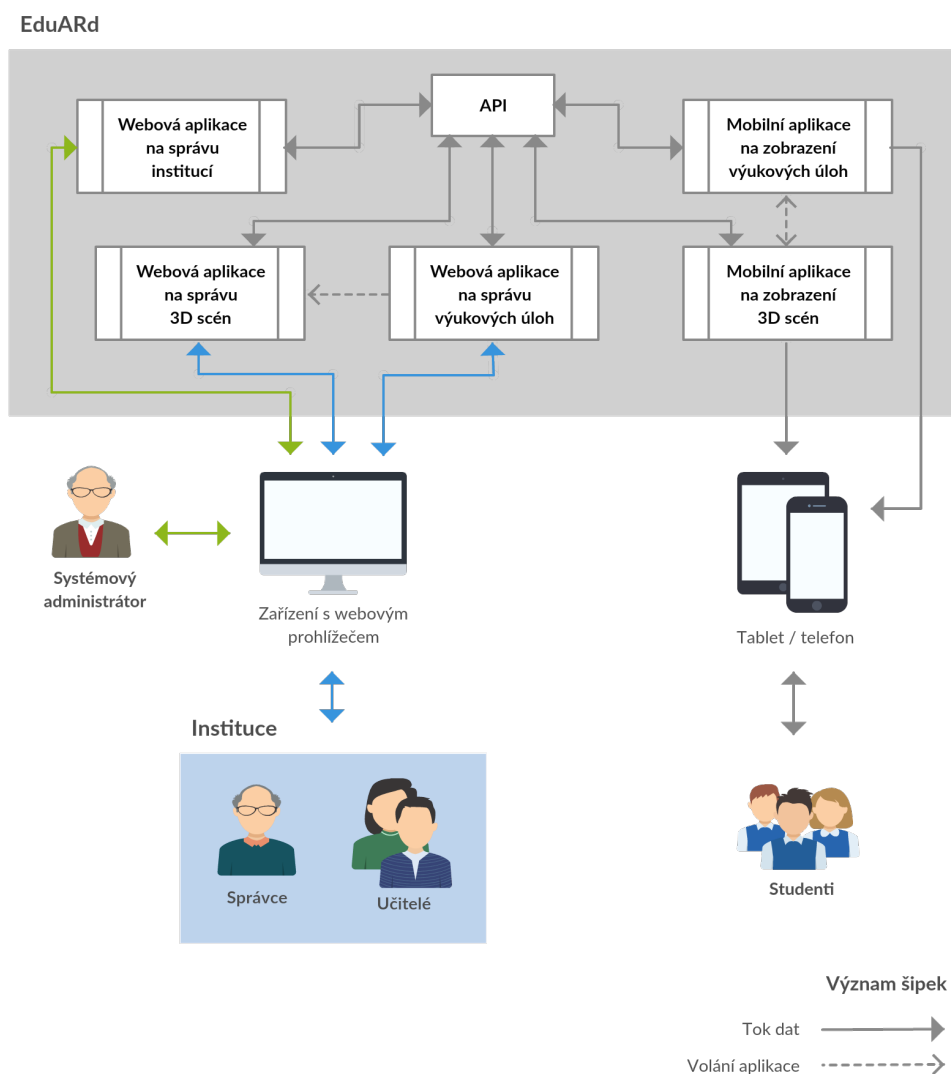 EduARd
API
Webová aplikace
na správu
institucí
Mobilní aplikace
na zobrazení
výukových úloh
Webová aplikace
na správu
3D scén
Webová aplikace
na správu
výukových úloh
Mobilní aplikace
na zobrazení
3D scén
Systémový
administrátor
Zařízení s webovým
prohlížečem
Tablet / telefon
Instituce
Správce
Učitelé
Studenti
Význam šipek
Tok dat
Volání aplikace